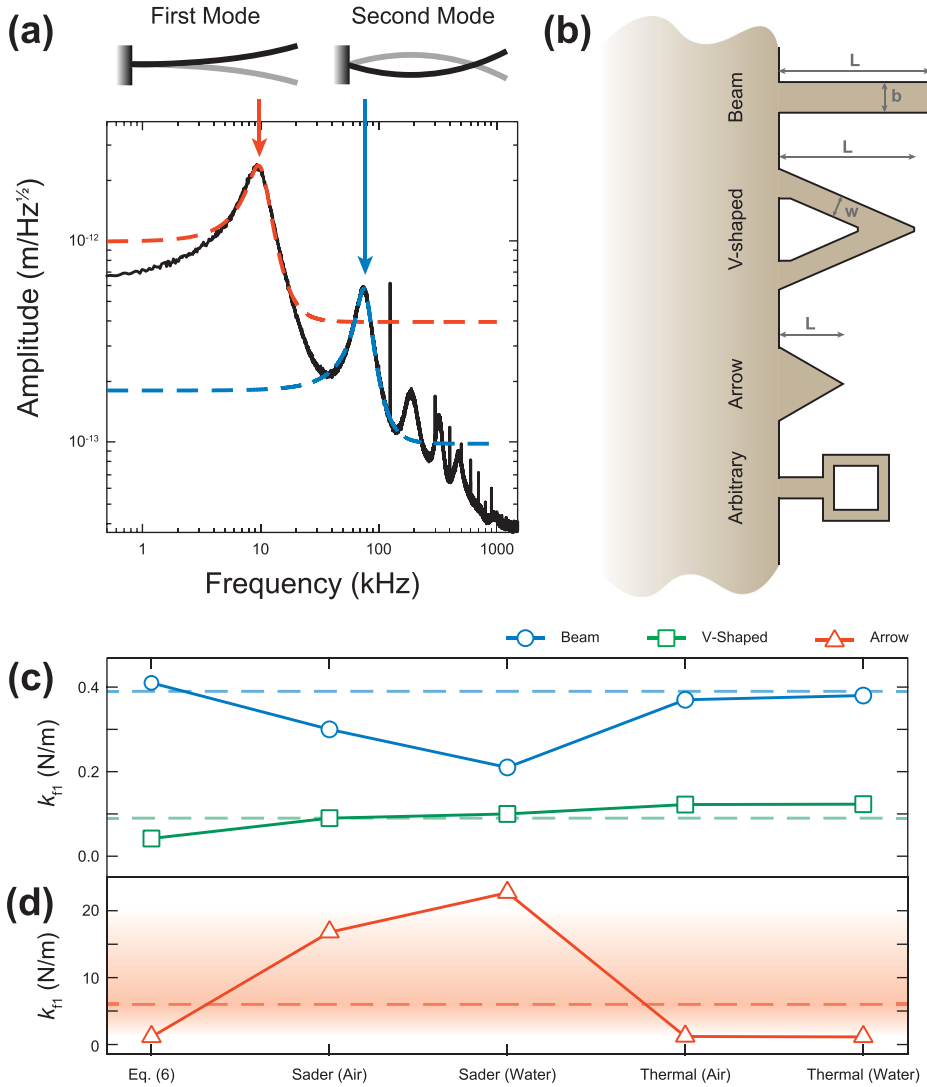 (a)
First Mode
Second Mode
Amplitude (m/Hz^½)
10^-12
10^-13
1
10
100
1000
Frequency (kHz)
(b)
Beam
L
b
V-shaped
L
w
Arrow
L
Arbitrary
Beam
V-Shaped
Arrow
(c)
k_f1 (N/m)
0.4
0.2
0.0
(d)
k_f1 (N/m)
20
10
0
Eq. (6)
Sader (Air)
Sader (Water)
Thermal (Air)
Thermal (Water)